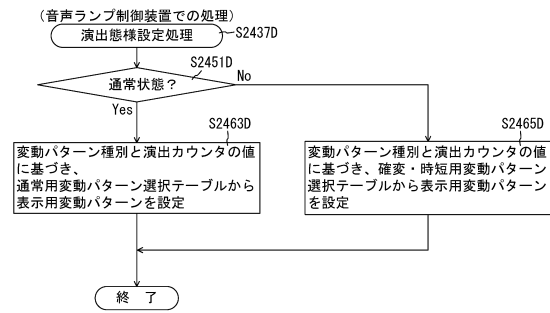 （音声ランプ制御装置での処理）
演出態様設定処理
S2437D
S2451D
通常状態？
No
Yes
S2463D
変動パターン種別と演出カウンタの値
に基づき、
通常用変動パターン選択テーブルから
表示用変動パターンを設定
S2465D
変動パターン種別と演出カウンタの値
に基づき、確変・時短用変動パターン
選択テーブルから表示用変動パターン
を設定
終 了